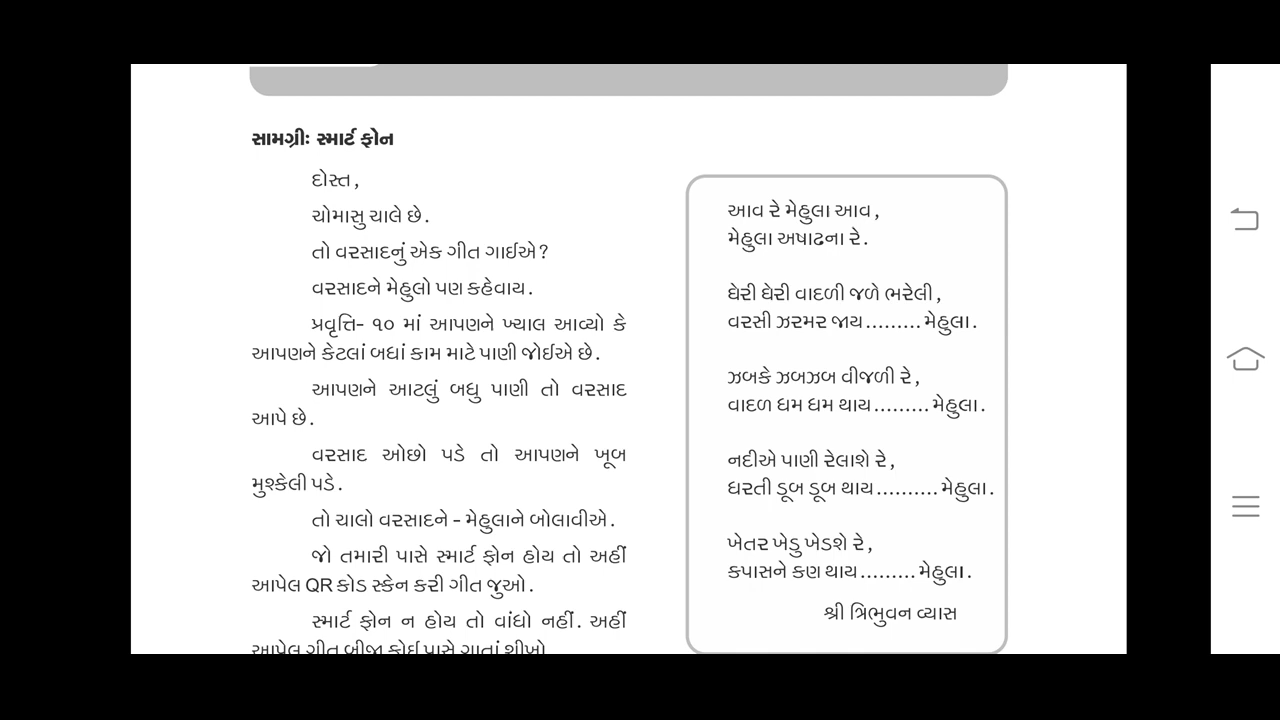 સામગ્રીઃ સ્માર્ટ ફોન
દોસ્ત,
ચોમાસુ ચાલે છે.
તો વરસાદનું એક ગીત ગાઈએ?
વરસાદને મેહુલો પણ કહેવાય.
પ્રવૃત્તિ- ૧૦ માં આપણને ખ્યાલ આવ્યો કે
આપણને કેટલાં બધાં કામ માટે પાણી જોઈએ છે.
આપણને આટલું બધુ પાણી તો વરસાદ
આપે છે.
વરસાદ ઓછો પડે તો આપણને ખૂબ
મુશ્કેલી પડે.
તો ચાલો વરસાદને - મેહુલાને બોલાવીએ.
જો તમારી પાસે સ્માર્ટ ફોન હોય તો અહીં
આપેલ QR કોડ સ્કેન કરી ગીત જુઓ.
સ્માર્ટ ફોન ન હોય તો વાંધો નહીં. અહીં
આપેલ ગીત બીજા કોઈ પાસે ગાતાં શીખો
આવ રે મેહુલા આવ,
મેહુલા અષાઢના રે.
ઘેરી ઘેરી વાદળી જળે ભરેલી,
વરસી ઝરમર જાય......... મેહુલા.
ઝબકે ઝબઝબ વીજળી રે,
વાદળ ધમ ધમ થાય......... મેહુલા.
નદીએ પાણી રેલાશે રે,
ધરતી ડૂબ ડૂબ થાય.......... મેહુલા.
ખેતર ખેડુ ખેડશે રે,
કપાસને કણ થાય......... મેહુલા.
શ્રી ત્રિભુવન વ્યાસ